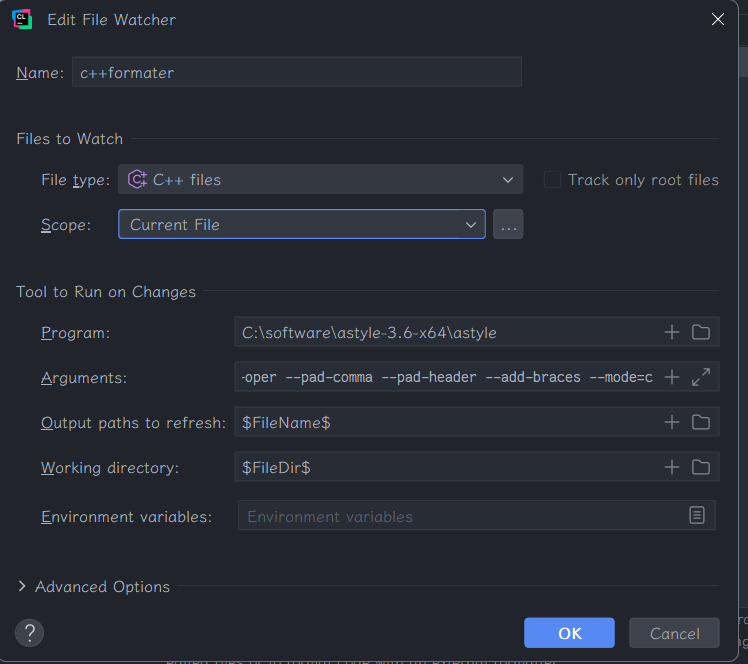 CL
Edit File Watcher
Name: c++formater
Files to Watch
File type: C++ files Track only root files
Scope: Current File ...
Tool to Run on Changes
Program: C:\software\astyle-3.6-x64\astyle
Arguments: -oper --pad-comma --pad-header --add-braces --mode=c
Output paths to refresh: $FileName$
Working directory: $FileDir$
Environment variables: Environment variables
Advanced Options
? OK Cancel